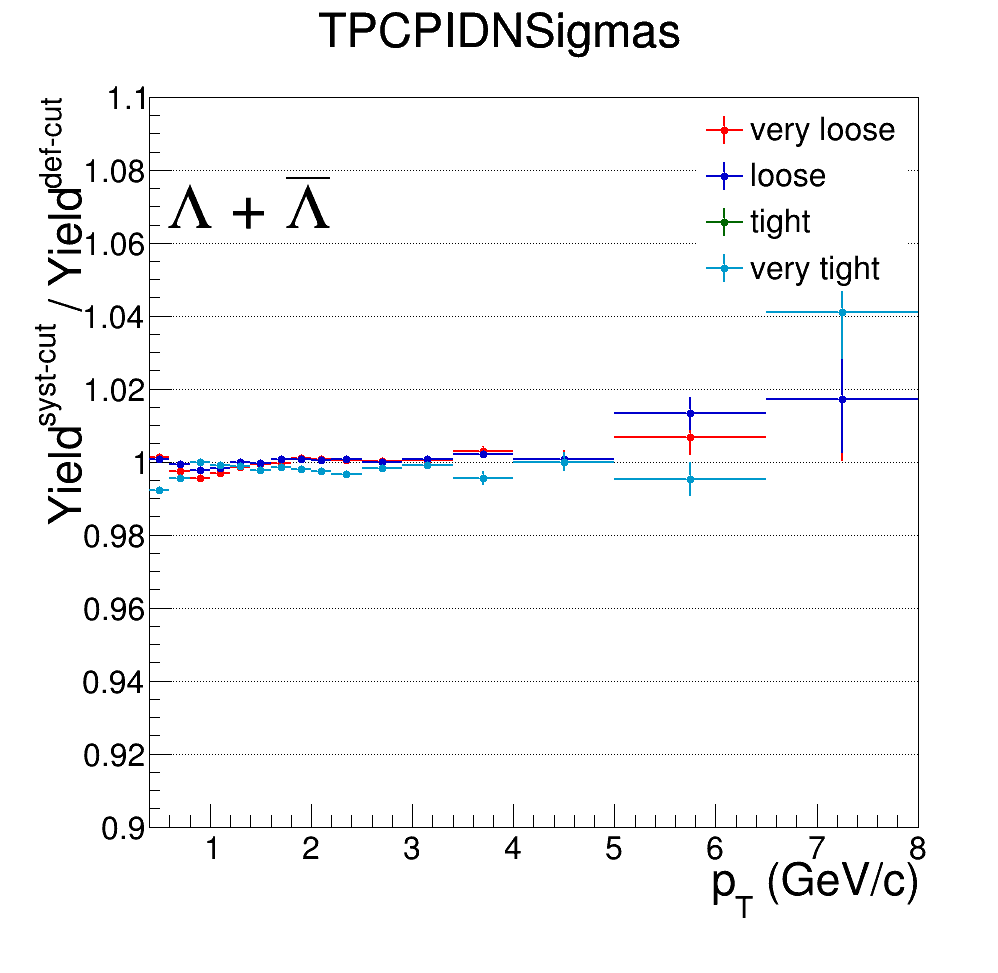 TPCPIDNSigmas
Yield^syst-cut / Yield^def-cut
1.1
1.08
1.06
1.04
1.02
1
0.98
0.96
0.94
0.92
0.9
Λ + Λ̅
very loose
loose
tight
very tight
1 2 3 4 5 6 7 8
p_T (GeV/c)